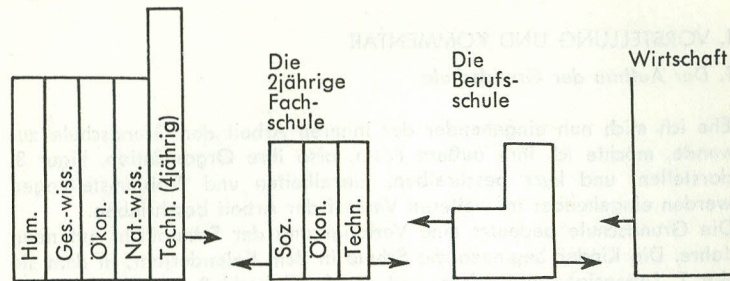 Hum.
Ges.-wiss.
Ökon.
Nat.-wiss.
Techn. (4jährig)
Die
2jährige
Fach-
schule
Soz.
Ökon.
Techn.
Die
Berufs-
schule
Wirtschaft